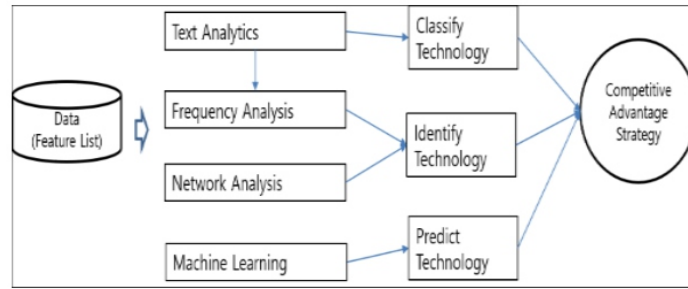 Data
(Feature List)
Text Analytics
Frequency Analysis
Network Analysis
Machine Learning
Classify
Technology
Identify
Technology
Predict
Technology
Competitive
Advantage
Strategy